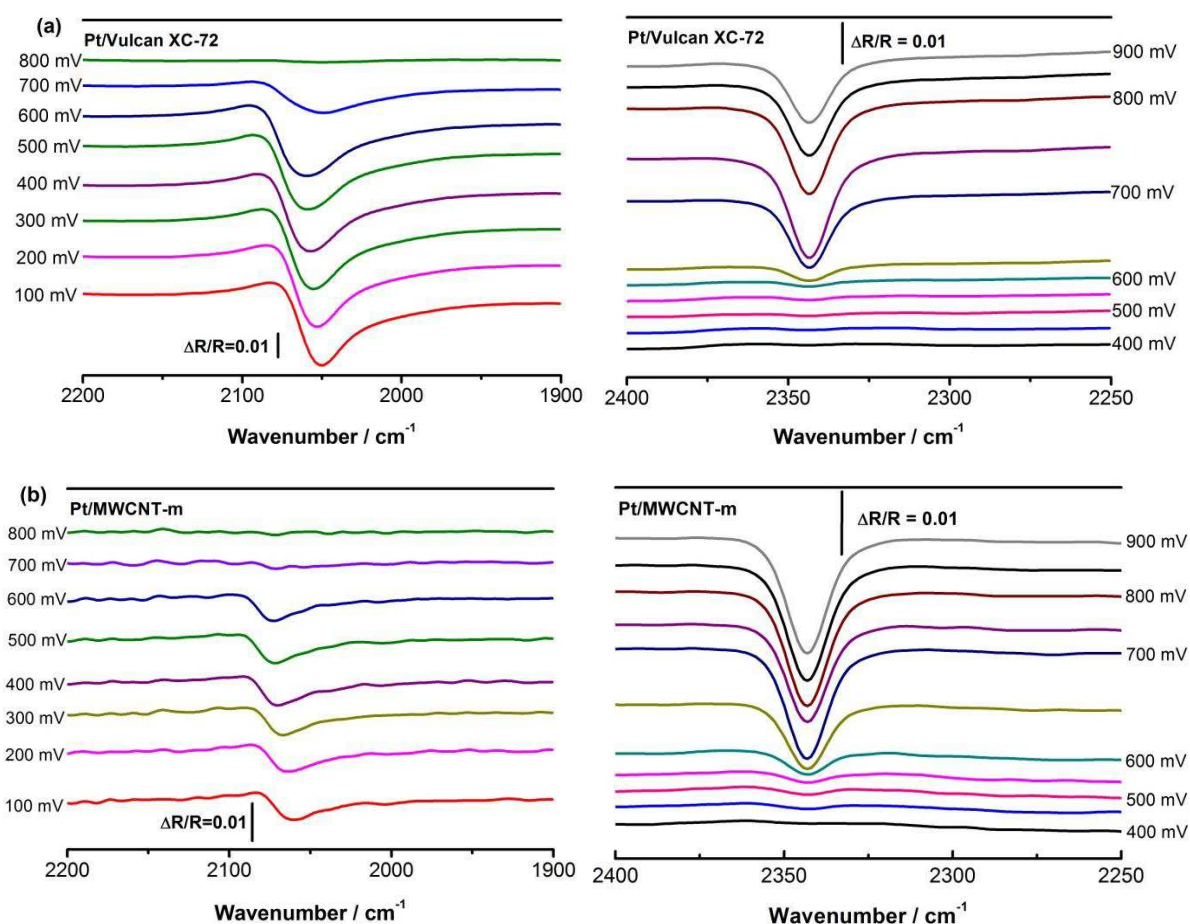 (a)
Pt/Vulcan XC-72
800 mV
700 mV
600 mV
500 mV
400 mV
300 mV
200 mV
100 mV
ΔR/R=0.01
2200 2100 2000 1900
Wavenumber / cm⁻¹
Pt/Vulcan XC-72
ΔR/R = 0.01
900 mV
800 mV
700 mV
600 mV
500 mV
400 mV
2400 2350 2300 2250
Wavenumber / cm⁻¹
(b)
Pt/MWCNT-m
800 mV
700 mV
600 mV
500 mV
400 mV
300 mV
200 mV
100 mV
ΔR/R=0.01
2200 2100 2000 1900
Wavenumber / cm⁻¹
Pt/MWCNT-m
ΔR/R = 0.01
900 mV
800 mV
700 mV
600 mV
500 mV
400 mV
2400 2350 2300 2250
Wavenumber / cm⁻¹